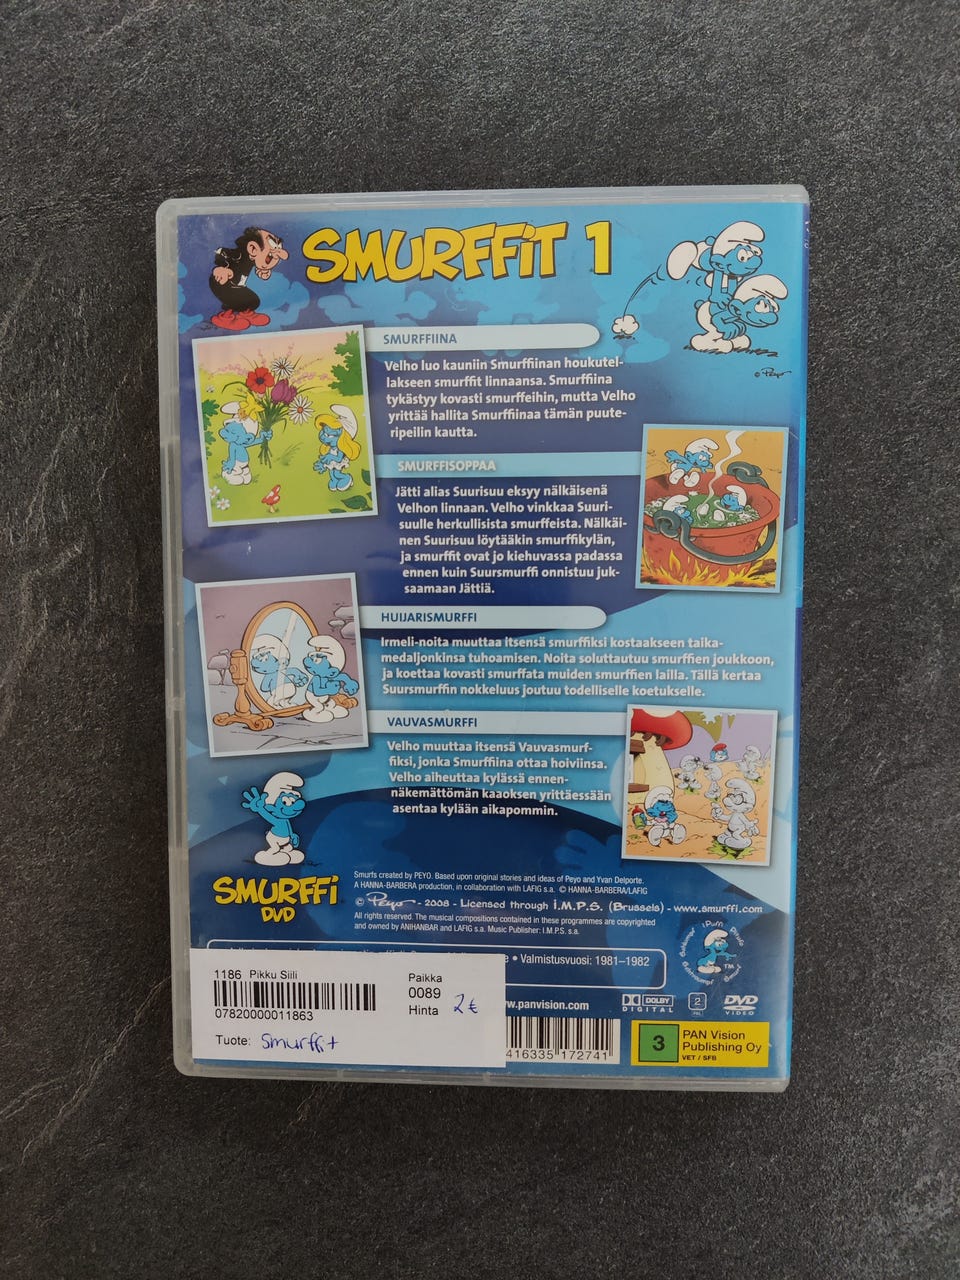 SMURFFIT 1
© Peyo
SMURFFIINA
Velho luo kauniin Smurffiinan houkutel-
lakseen smurffit linnaansa. Smurffiina
tykästyy kovasti smurffeihin, mutta Velho
yrittää hallita Smurffiinaa tämän puute-
ripeilin kautta.
SMURFFISOPPAA
Jätti alias Suurisuu eksyy nälkäisenä
Velhon linnaan. Velho vinkkaa Suuri-
suulle herkullisista smurffeista. Nälkäi-
nen Suurisuu löytääkin smurffikylän,
ja smurffit ovat jo kiehuvassa padassa
ennen kuin Suursmurffi onnistuu juk-
saamaan Jättiä.
HUIJARISMURFFI
Irmeli-noita muuttaa itsensä smurffiksi kostaakseen taika-
medaljonkinsa tuhoamisen. Noita soluttautuu smurffien joukkoon,
ja koettaa kovasti smurffata muiden smurffien lailla. Tällä kertaa
Suursmurffin nokkeluus joutuu todelliselle koetukselle.
VAUVASMURFFI
Velho muuttaa itsensä Vauvasmurf-
fiksi, jonka Smurffiina ottaa hoiviinsa.
Velho aiheuttaa kylässä ennen-
näkemättömän kaaoksen yrittäessään
asentaa kylään aikapommin.
SMURFFI
DVD
Smurfs created by PEYO. Based upon original stories and ideas of Peyo and Yvan Delporte.
A HANNA-BARBERA production, in collaboration with LAFIG s.a. © HANNA-BARBERA/LAFIG
© Peyo - 2008 - Licensed through I.M.P.S. (Brussels) - www.smurffi.com
All rights reserved. The musical compositions contained in these programmes are copyrighted
and owned by ANIHANBAR and LAFIG s.a. Music Publisher: I.M.P.S. s.a.
• Valmistusvuosi: 1981–1982
TM
www.panvision.com
DOLBY
DIGITAL
2
PAL
DVD
VIDEO
416335 172741
3
PAN Vision
Publishing Oy
VET / SFB
1186 Pikku Siili
07820000011863
Paikka
0089
Hinta 2€
Tuote: Smurffit